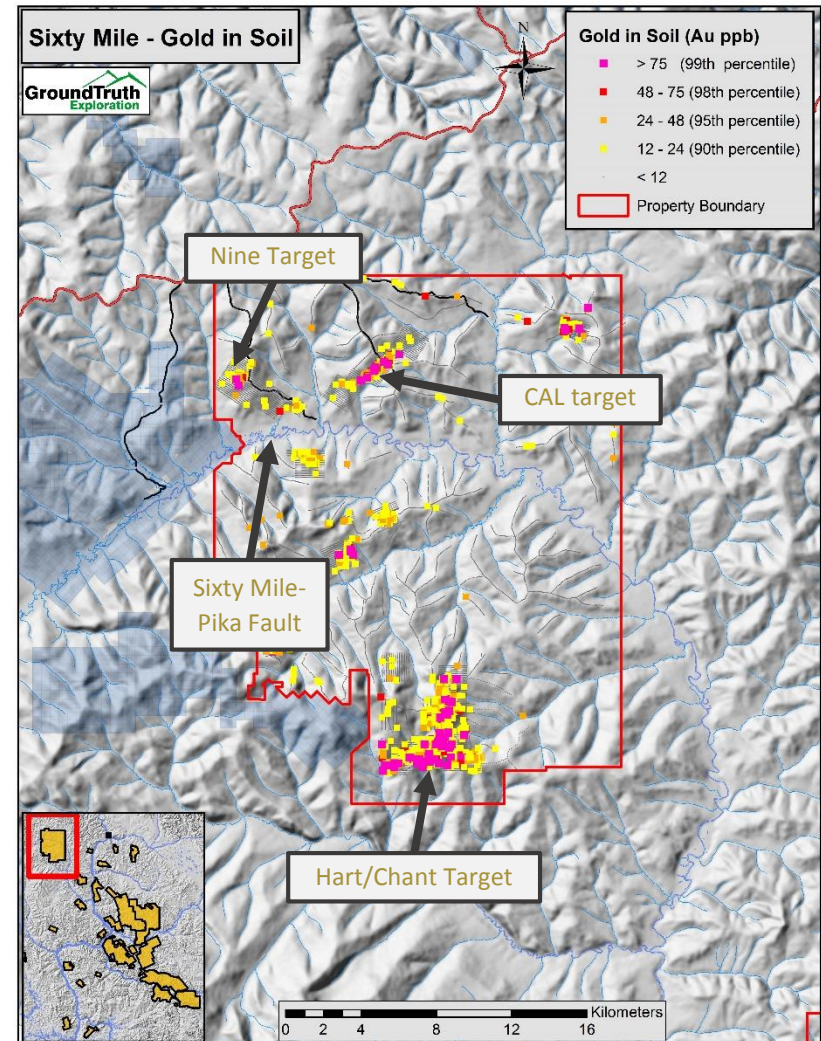 Sixty Mile - Gold in Soil
GroundTruth
Exploration
N
Gold in Soil (Au ppb)
> 75 (99th percentile)
48 - 75 (98th percentile)
24 - 48 (95th percentile)
12 - 24 (90th percentile)
< 12
Property Boundary
Nine Target
CAL target
Sixty Mile-
Pika Fault
Hart/Chant Target
Kilometers
0 2 4 8 12 16